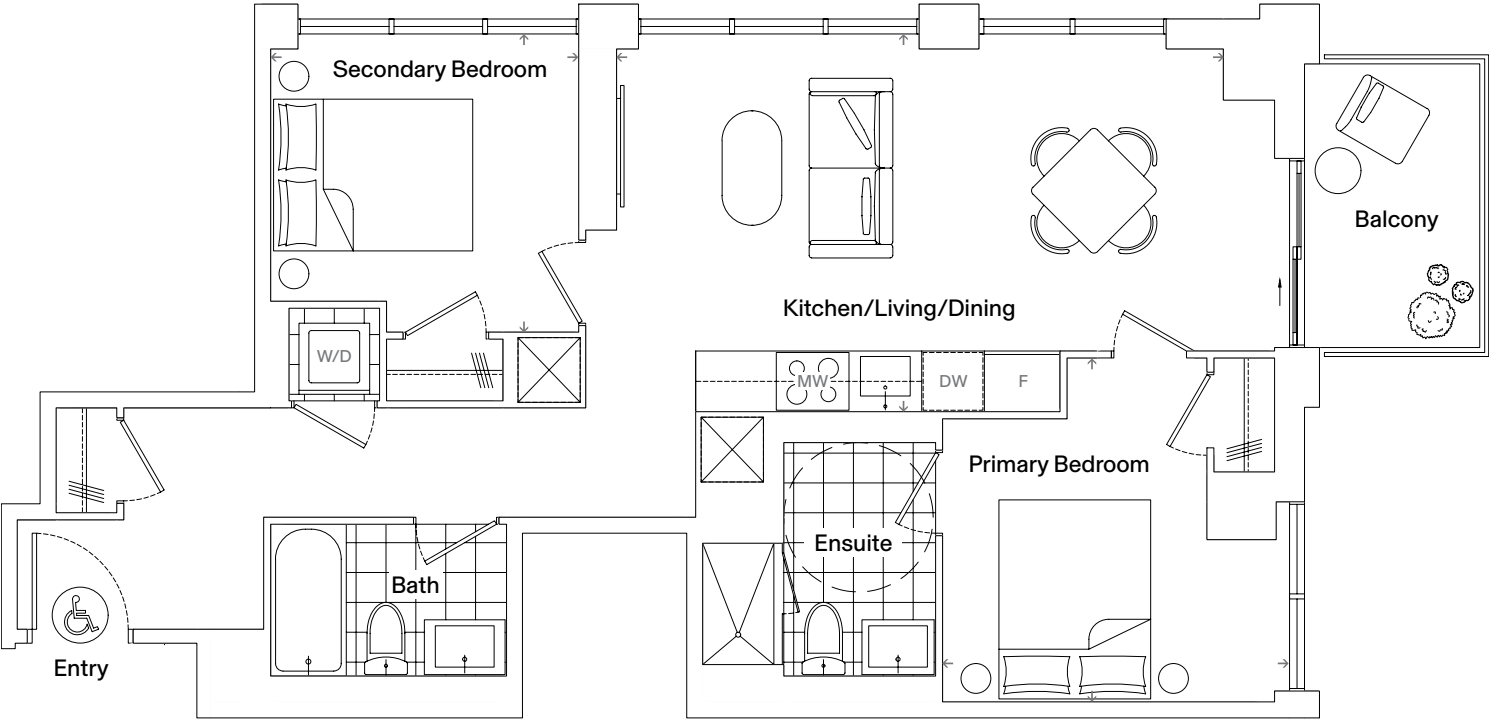 Secondary Bedroom
Balcony
Kitchen/Living/Dining
W/D
MW
DW
F
Primary Bedroom
Ensuite
Bath
Entry